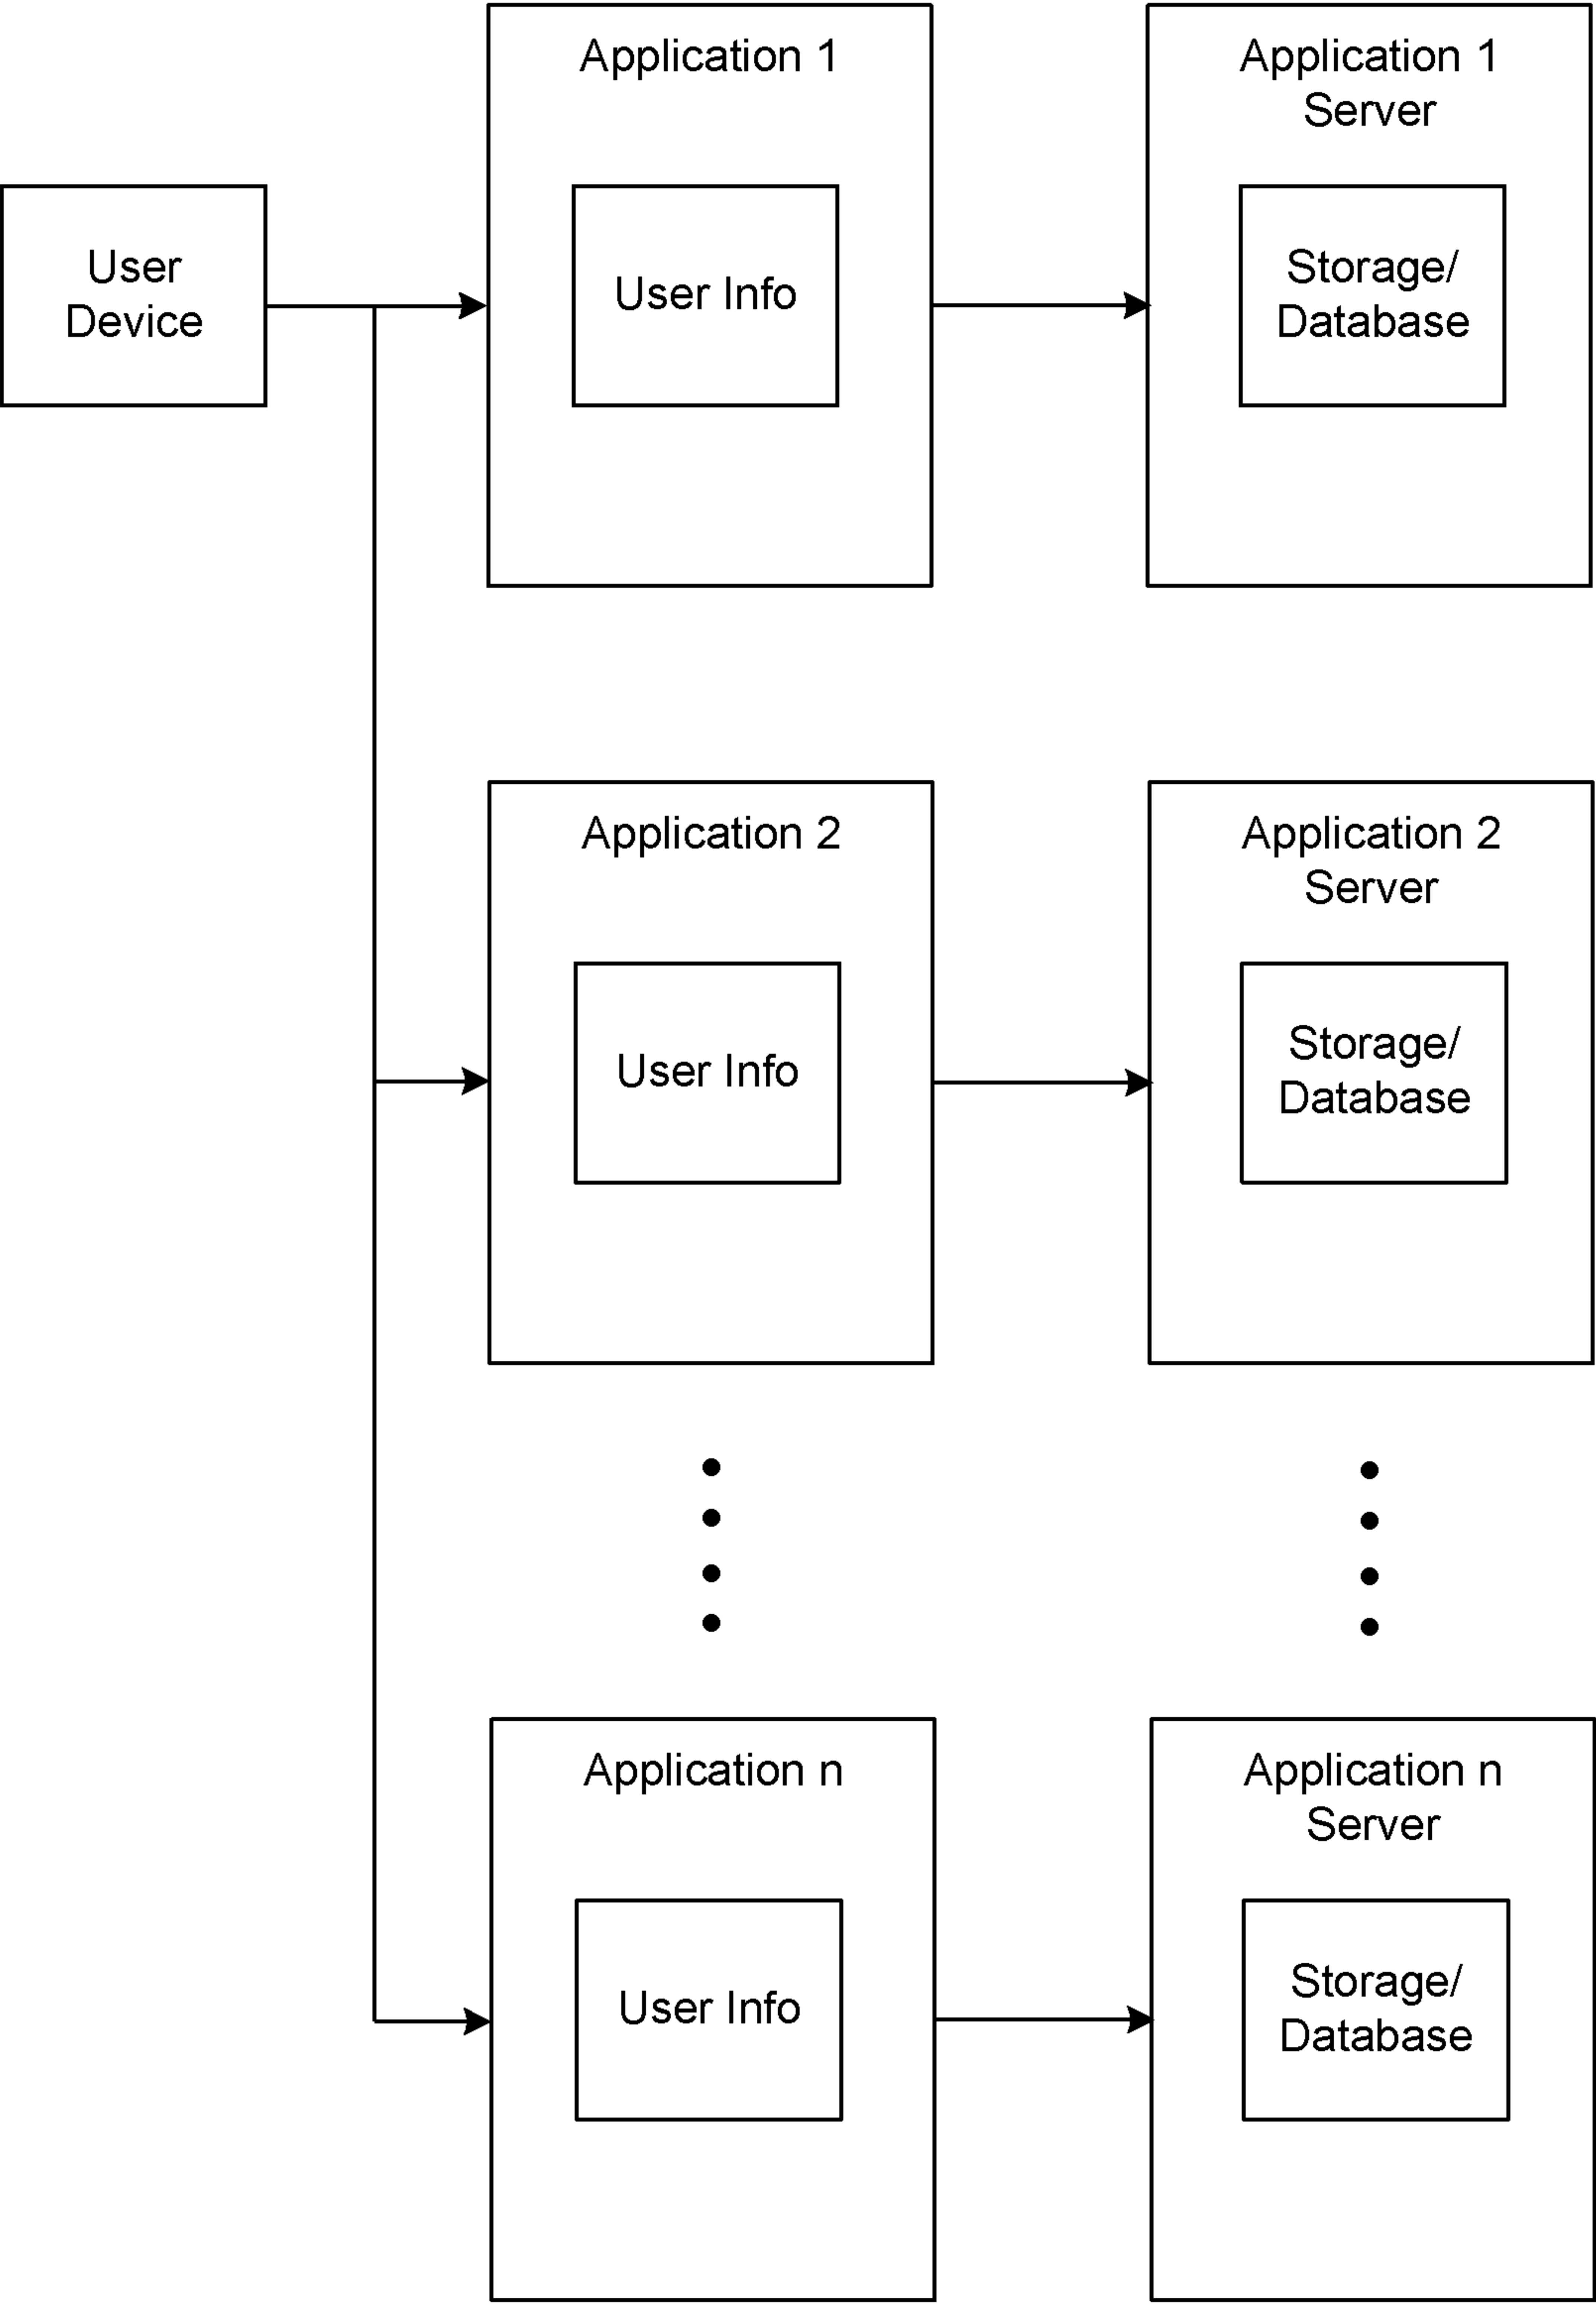 Application 1
Application 1
Server
User
Device
User Info
Storage/
Database
Application 2
Application 2
Server
User Info
Storage/
Database
Application n
Application n
Server
User Info
Storage/
Database